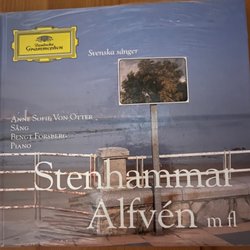 Deutsche
Grammophon
Svenska sånger
Anne Sofie Von Otter
Sång
Bengt Forsberg
Piano
Stenhammar
Alfvén m fl